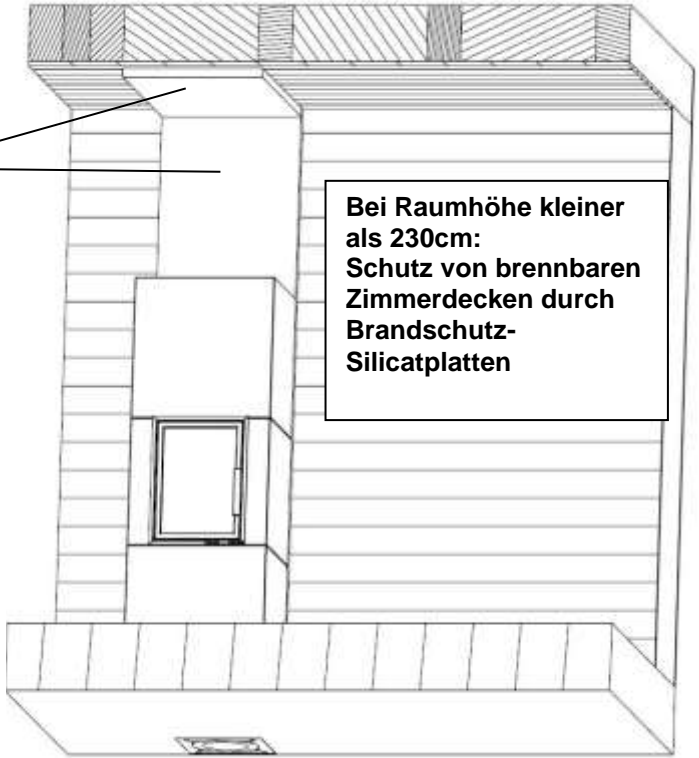 Bei Raumhöhe kleiner
als 230cm:
Schutz von brennbaren
Zimmerdecken durch
Brandschutz-
Silicatplatten